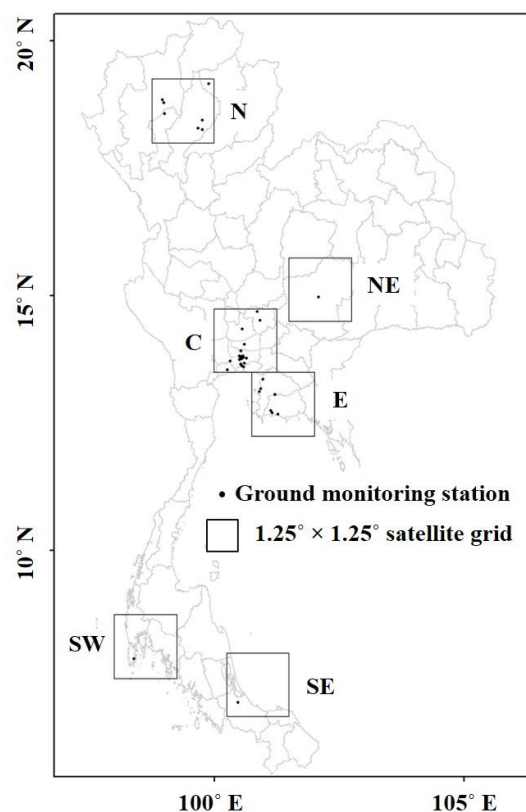 20° N
N
15° N
NE
C
E
Ground monitoring station
1.25° × 1.25° satellite grid
10° N
SW
SE
100° E
105° E